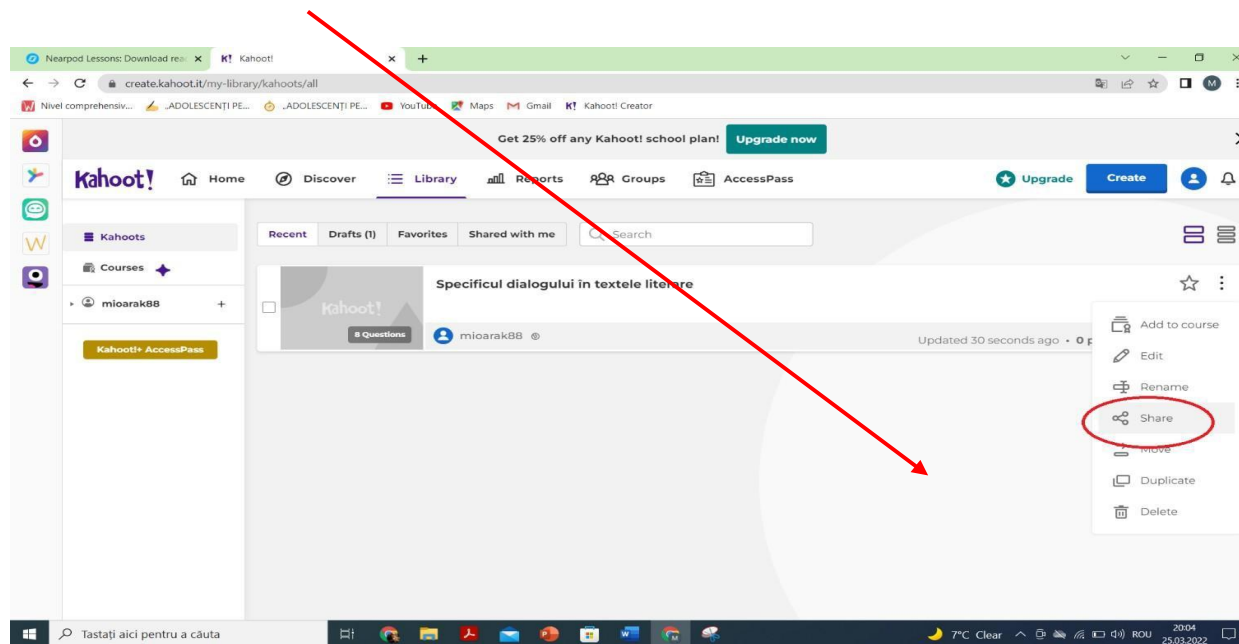 Nearpod Lessons: Download rea
K! Kahoot!
create.kahoot.it/my-library/kahoots/all
Nivel comprehensiv... „ADOLESCENȚI PE... „ADOLESCENȚI PE... YouTube Maps Gmail K! Kahoot! Creator
Get 25% off any Kahoot! school plan! Upgrade now
Kahoot! Home Discover Library Reports Groups AccessPass Upgrade Create
Kahoots
Recent Drafts (1) Favorites Shared with me Search
Courses
Specificul dialogului în textele literare
mioarak88
Kahoot!
8 Questions
mioarak88
Updated 30 seconds ago • 0 p
Kahoot!+ AccessPass
Add to course
Edit
Rename
Share
Move
Duplicate
Delete
Tastați aici pentru a căuta
7°C Clear ROU 20:04
25.03.2022